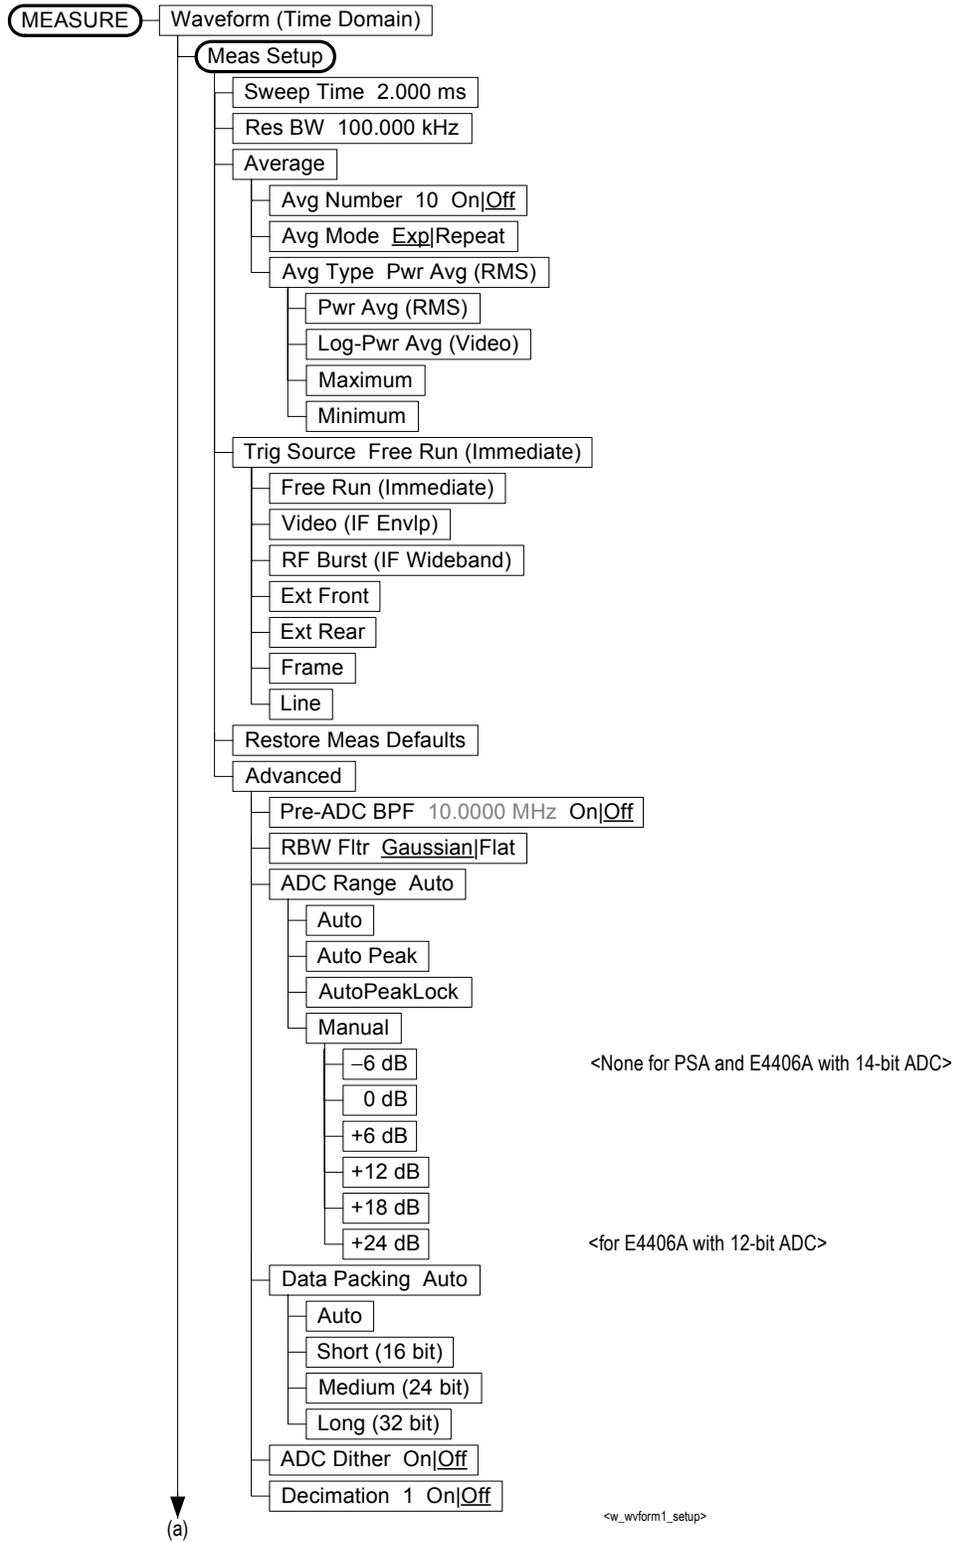 MEASURE Waveform (Time Domain)
Meas Setup
Sweep Time 2.000 ms
Res BW 100.000 kHz
Average
Avg Number 10 On|Off
Avg Mode Exp|Repeat
Avg Type Pwr Avg (RMS)
Pwr Avg (RMS)
Log-Pwr Avg (Video)
Maximum
Minimum
Trig Source Free Run (Immediate)
Free Run (Immediate)
Video (IF Envlp)
RF Burst (IF Wideband)
Ext Front
Ext Rear
Frame
Line
Restore Meas Defaults
Advanced
Pre-ADC BPF 10.0000 MHz On|Off
RBW Fltr Gaussian|Flat
ADC Range Auto
Auto
Auto Peak
AutoPeakLock
Manual
–6 dB <None for PSA and E4406A with 14-bit ADC>
0 dB
+6 dB
+12 dB
+18 dB
+24 dB <for E4406A with 12-bit ADC>
Data Packing Auto
Auto
Short (16 bit)
Medium (24 bit)
Long (32 bit)
ADC Dither On|Off
Decimation 1 On|Off
<w_wvform1_setup>
(a)